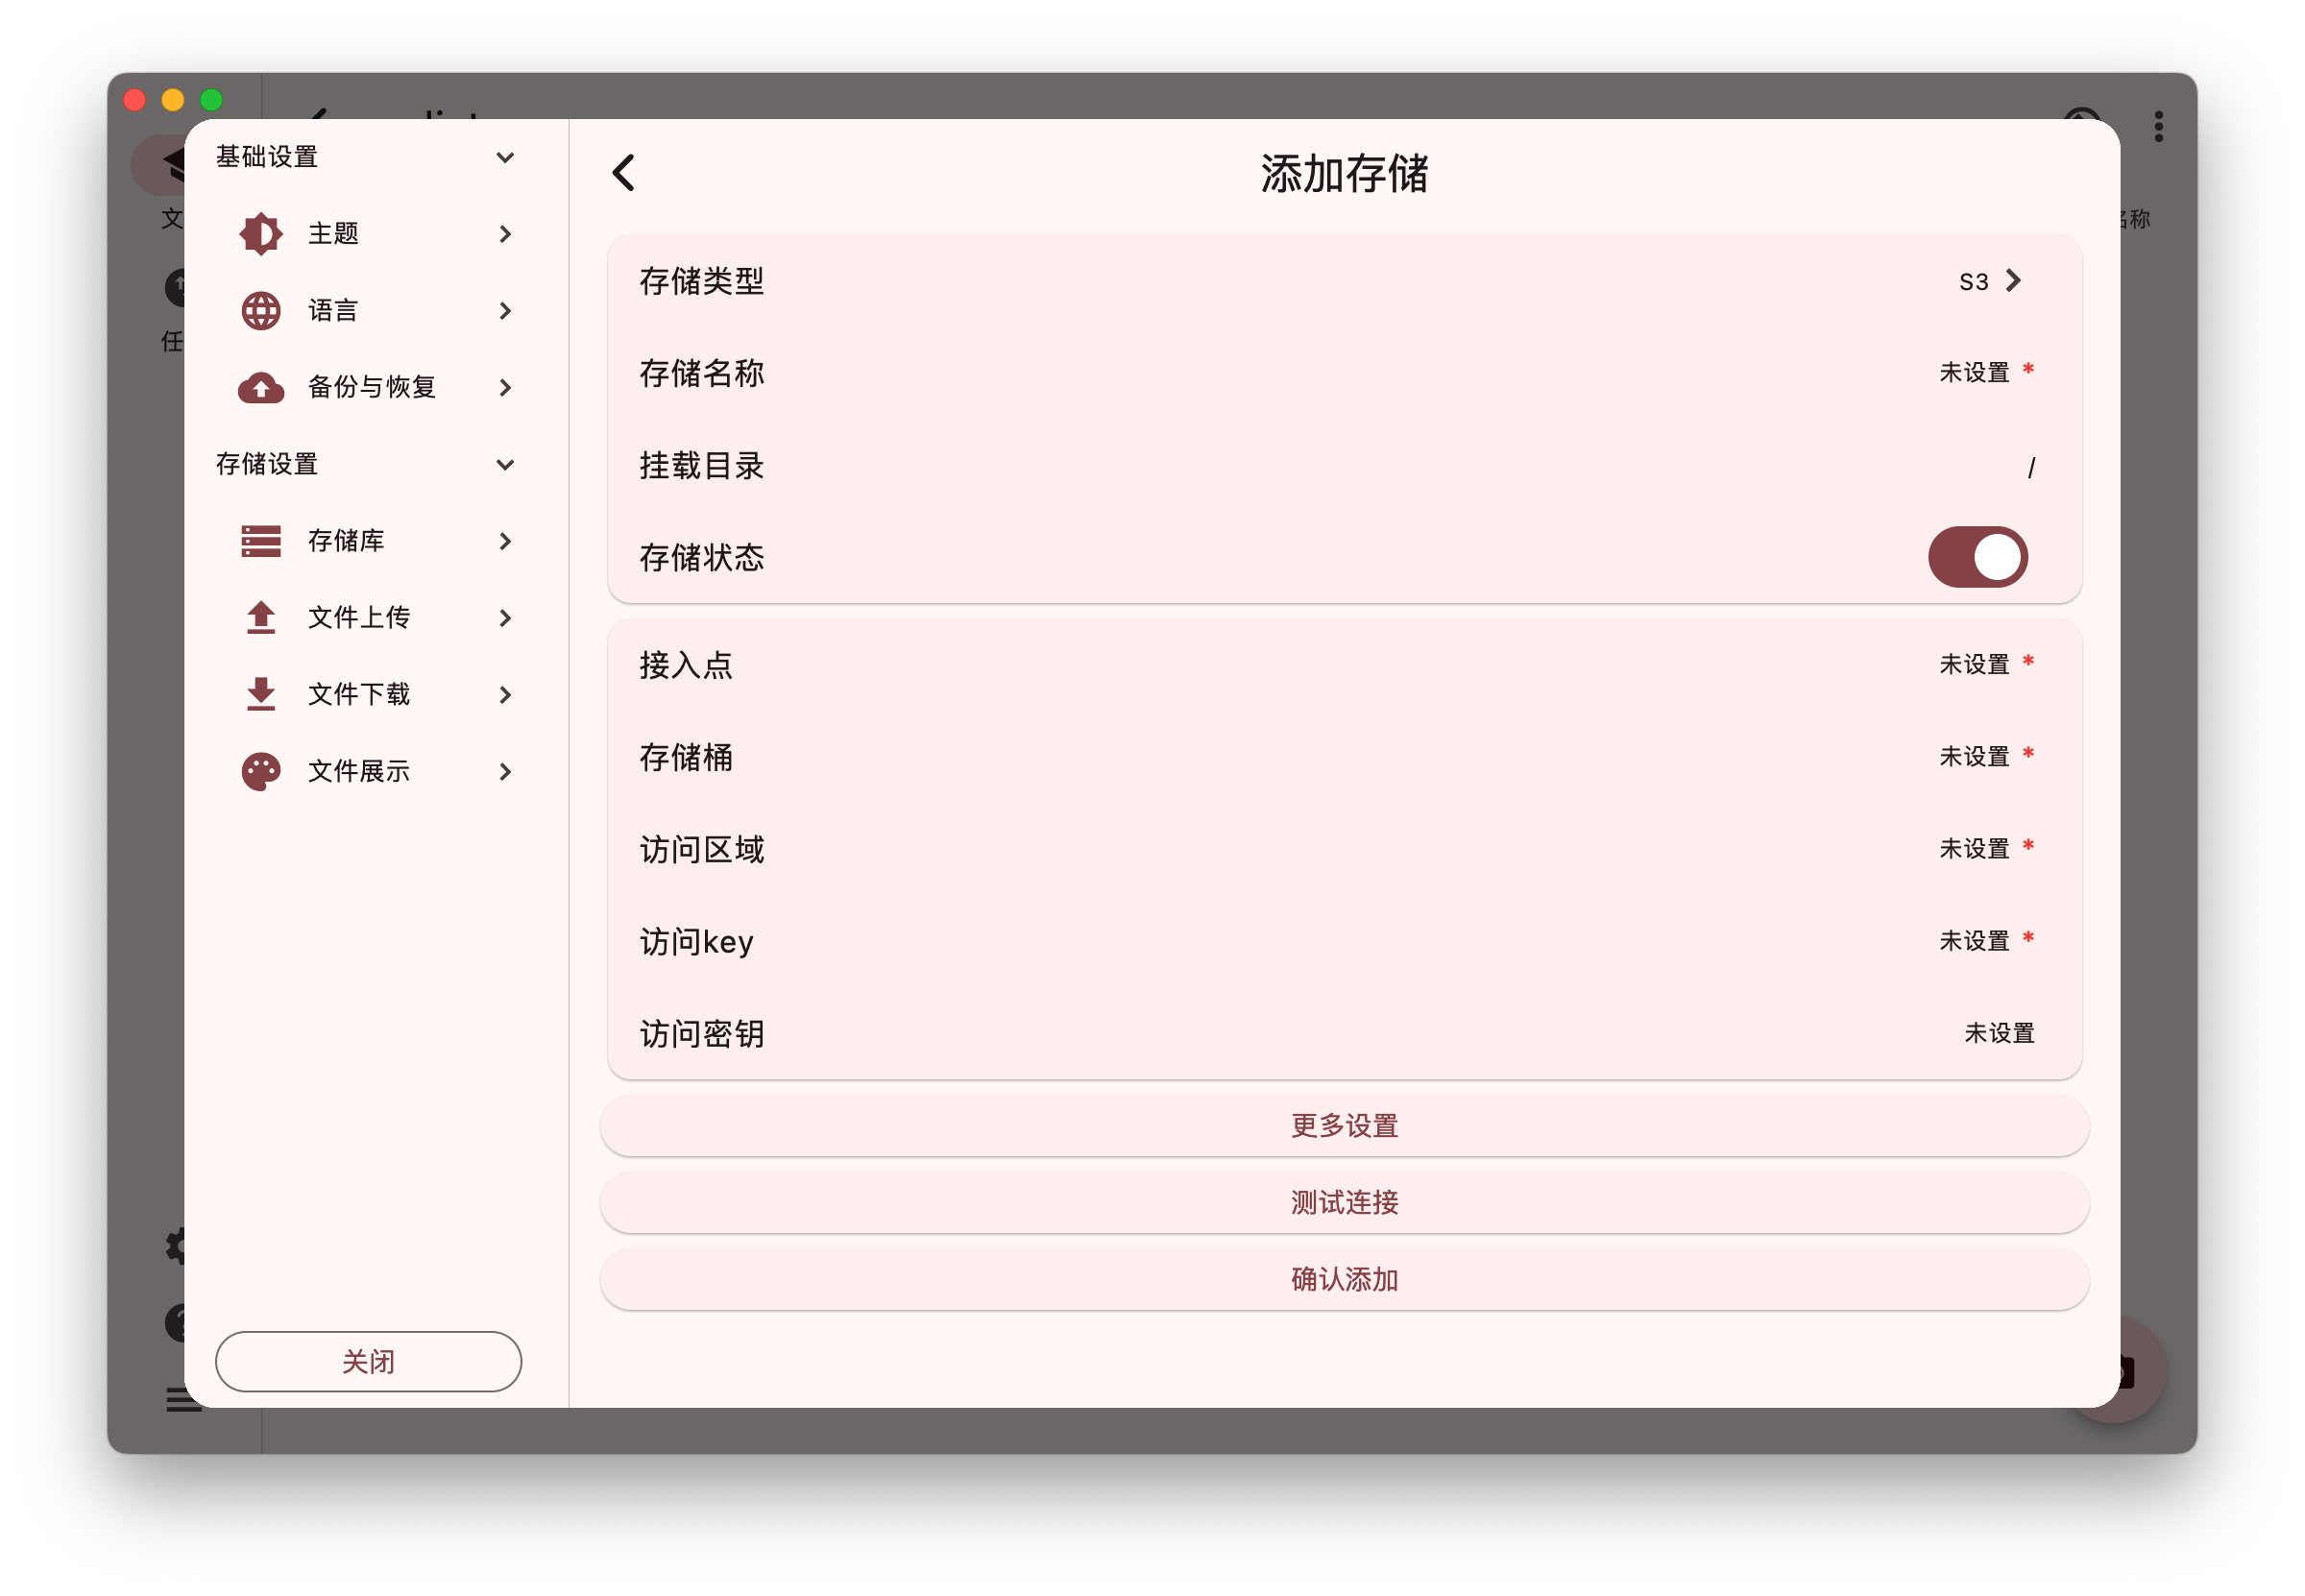 基础设置
主题
语言
备份与恢复
存储设置
存储库
文件上传
文件下载
文件展示
关闭
添加存储
存储类型 S3
存储名称 未设置 *
挂载目录 /
存储状态
接入点 未设置 *
存储桶 未设置 *
访问区域 未设置 *
访问key 未设置 *
访问密钥 未设置
更多设置
测试连接
确认添加
文
任
名称